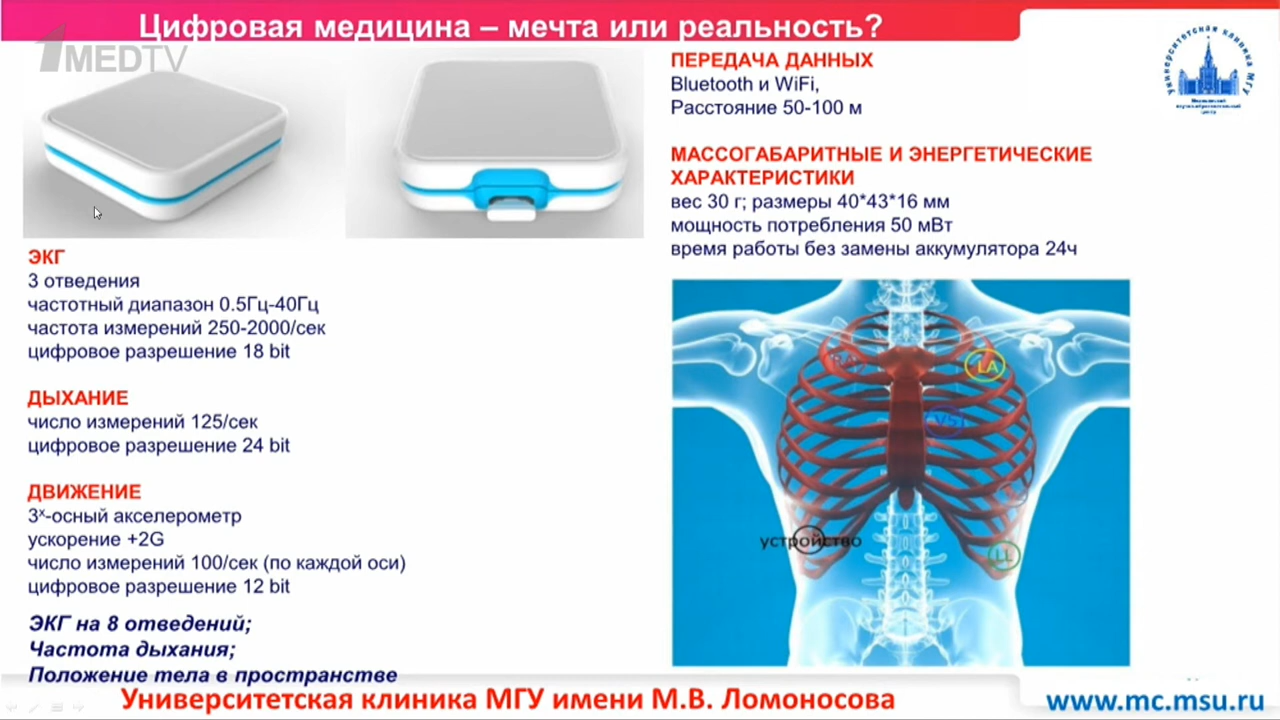 Цифровая медицина – мечта или реальность?
1MEDTV
Университетская клиника МГУ
ПЕРЕДАЧА ДАННЫХ
Bluetooth и WiFi,
Расстояние 50-100 м
МАССОГАБАРИТНЫЕ И ЭНЕРГЕТИЧЕСКИЕ
ХАРАКТЕРИСТИКИ
вес 30 г; размеры 40*43*16 мм
мощность потребления 50 мВт
время работы без замены аккумулятора 24ч
ЭКГ
3 отведения
частотный диапазон 0.5Гц-40Гц
частота измерений 250-2000/сек
цифровое разрешение 18 bit
ДЫХАНИЕ
число измерений 125/сек
цифровое разрешение 24 bit
ДВИЖЕНИЕ
3ˣ-осный акселерометр
ускорение +2G
число измерений 100/сек (по каждой оси)
цифровое разрешение 12 bit
ЭКГ на 8 отведений;
Частота дыхания;
Положение тела в пространстве
RA
LA
устройство
LL
Университетская клиника МГУ имени М.В. Ломоносова
www.mc.msu.ru